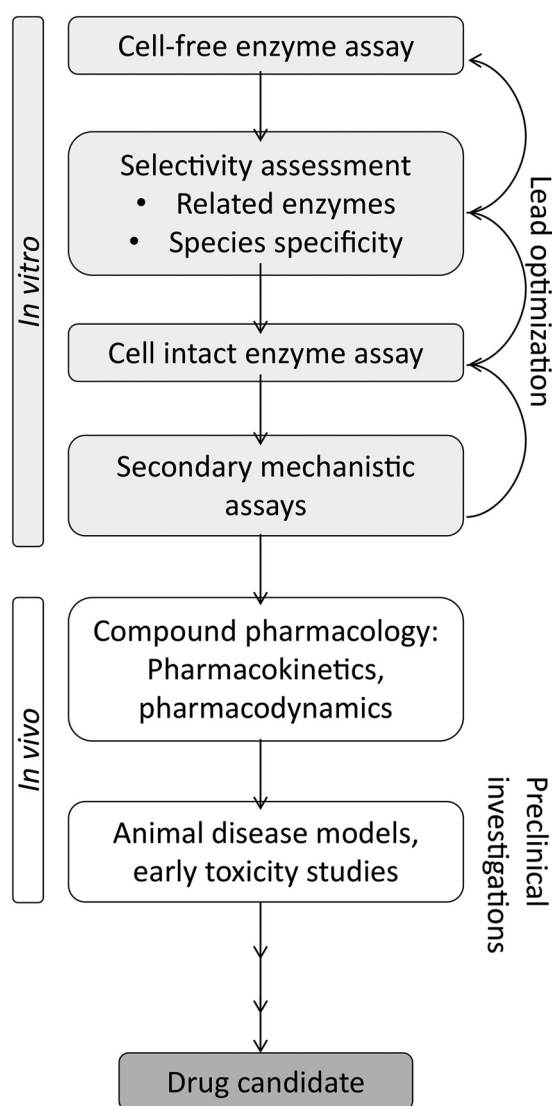 Cell-free enzyme assay
Selectivity assessment
• Related enzymes
• Species specificity
Cell intact enzyme assay
Secondary mechanistic
assays
In vitro
Lead optimization
Compound pharmacology:
Pharmacokinetics,
pharmacodynamics
In vivo
Animal disease models,
early toxicity studies
Preclinical
investigations
Drug candidate